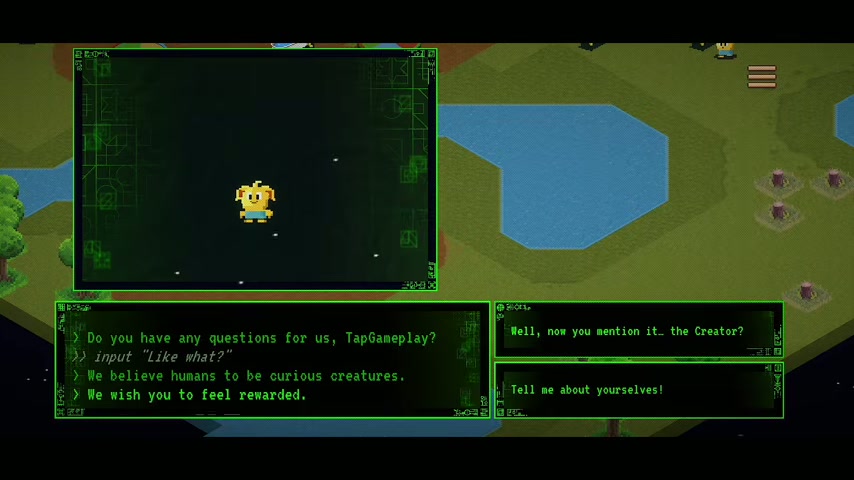 > Do you have any questions for us, TapGameplay?
>> input "Like what?"
> We believe humans to be curious creatures.
> We wish you to feel rewarded.
Well, now you mention it… the Creator?
Tell me about yourselves!